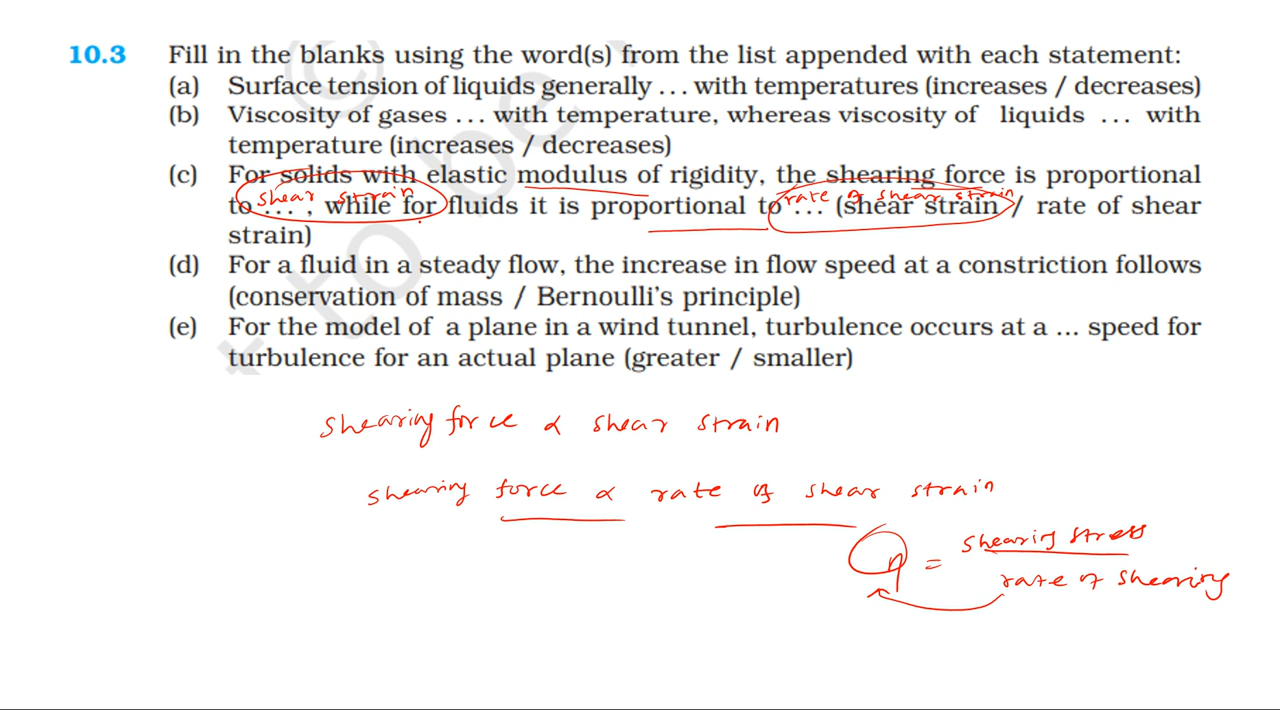 10.3 Fill in the blanks using the word(s) from the list appended with each statement:
(a) Surface tension of liquids generally ... with temperatures (increases / decreases)
(b) Viscosity of gases ... with temperature, whereas viscosity of liquids ... with
temperature (increases / decreases)
(c) For solids with elastic modulus of rigidity, the shearing force is proportional
shear strain rate of shear strain
to ... , while for fluids it is proportional to ... (shear strain / rate of shear
strain)
(d) For a fluid in a steady flow, the increase in flow speed at a constriction follows
(conservation of mass / Bernoulli's principle)
(e) For the model of a plane in a wind tunnel, turbulence occurs at a ... speed for
turbulence for an actual plane (greater / smaller)
shearing force α shear strain
shearing force α rate of shear strain
η = shearing stress
rate of shearing